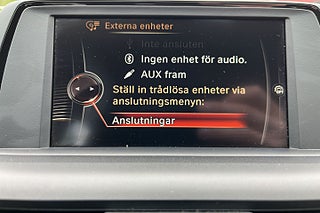 Externa enheter
Inte ansluten
Ingen enhet för audio.
AUX fram
Ställ in trådlösa enheter via
anslutningsmenyn:
Anslutningar